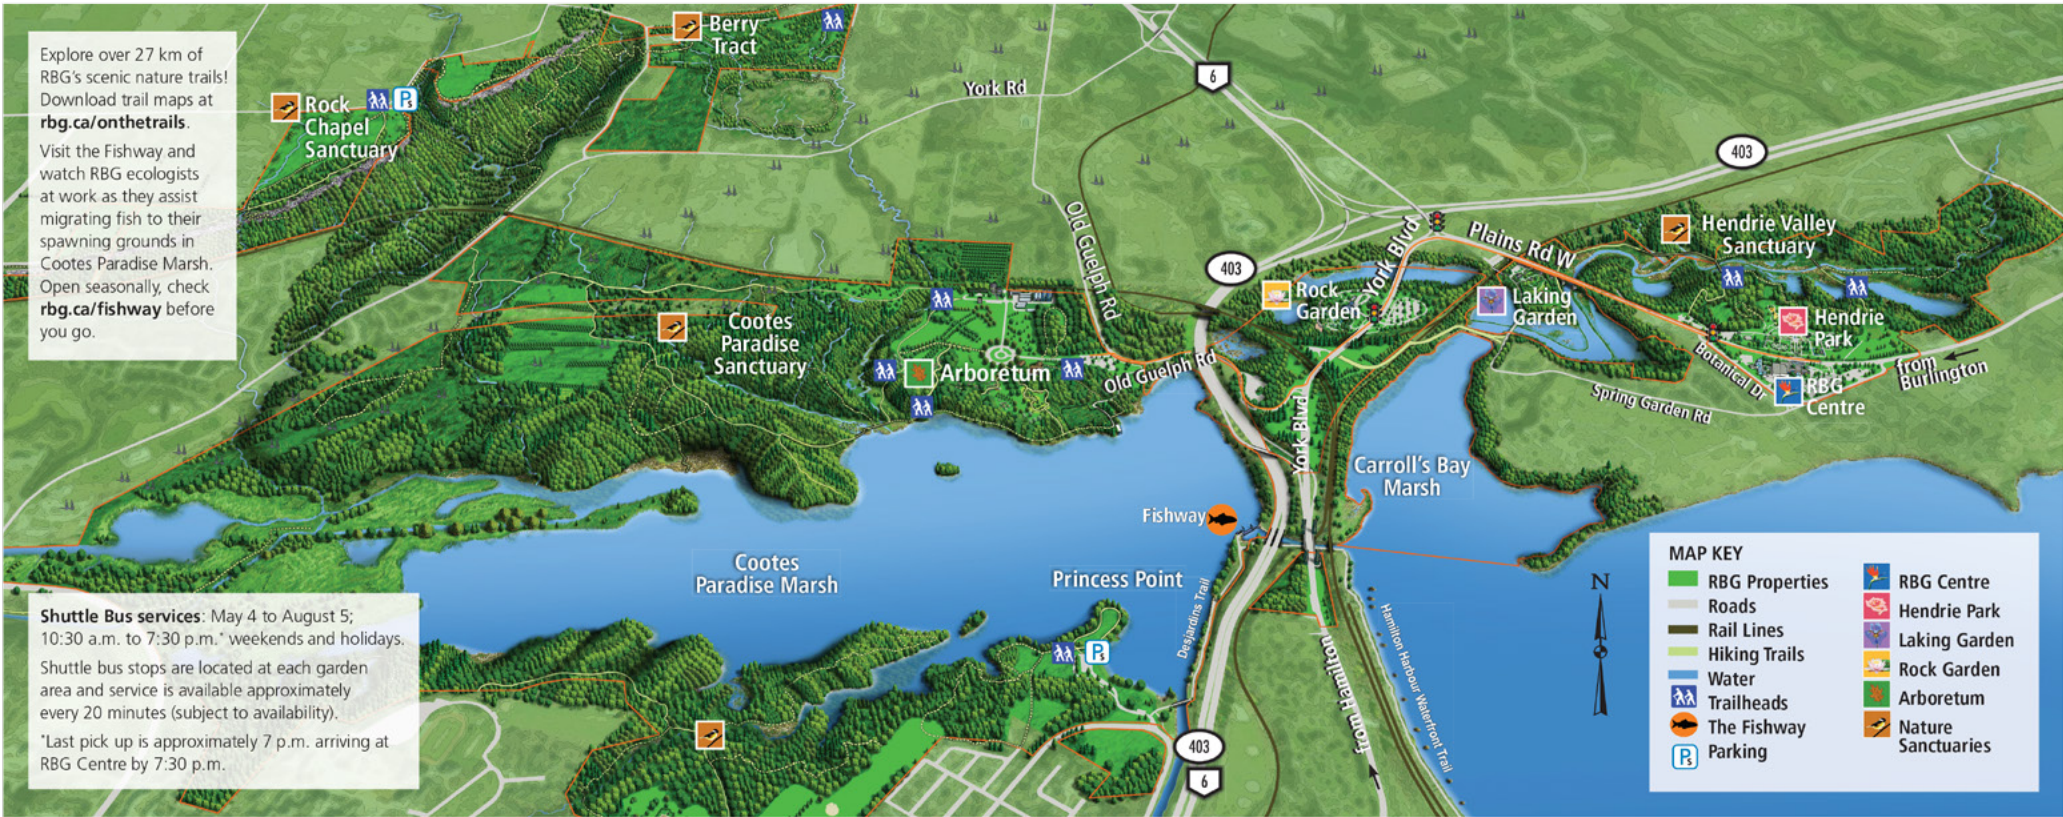 Explore over 27 km of
RBG's scenic nature trails!
Download trail maps at
rbg.ca/onthetrails.
Visit the Fishway and
watch RBG ecologists
at work as they assist
migrating fish to their
spawning grounds in
Cootes Paradise Marsh.
Open seasonally, check
rbg.ca/fishway before
you go.
Berry
Tract
Rock
Chapel
Sanctuary
Ps
York Rd
6
403
Old Guelph Rd
403
York Blvd
Plains Rd W
Hendrie Valley
Sanctuary
Rock
Garden
Laking
Garden
Hendrie
Park
Cootes
Paradise
Sanctuary
Arboretum
Old Guelph Rd
Botanical Dr
from
Burlington
RBG
Centre
Spring Garden Rd
York Blvd
Carroll's Bay
Marsh
Fishway
Cootes
Paradise Marsh
Princess Point
Ps
Desjardins Trail
from Hamilton
Hamilton Harbour Waterfront Trail
403
6
N
Shuttle Bus services: May 4 to August 5;
10:30 a.m. to 7:30 p.m.* weekends and holidays.
Shuttle bus stops are located at each garden
area and service is available approximately
every 20 minutes (subject to availability).
*Last pick up is approximately 7 p.m. arriving at
RBG Centre by 7:30 p.m.
MAP KEY
RBG Properties
Roads
Rail Lines
Hiking Trails
Water
Trailheads
The Fishway
Ps Parking
RBG Centre
Hendrie Park
Laking Garden
Rock Garden
Arboretum
Nature
Sanctuaries